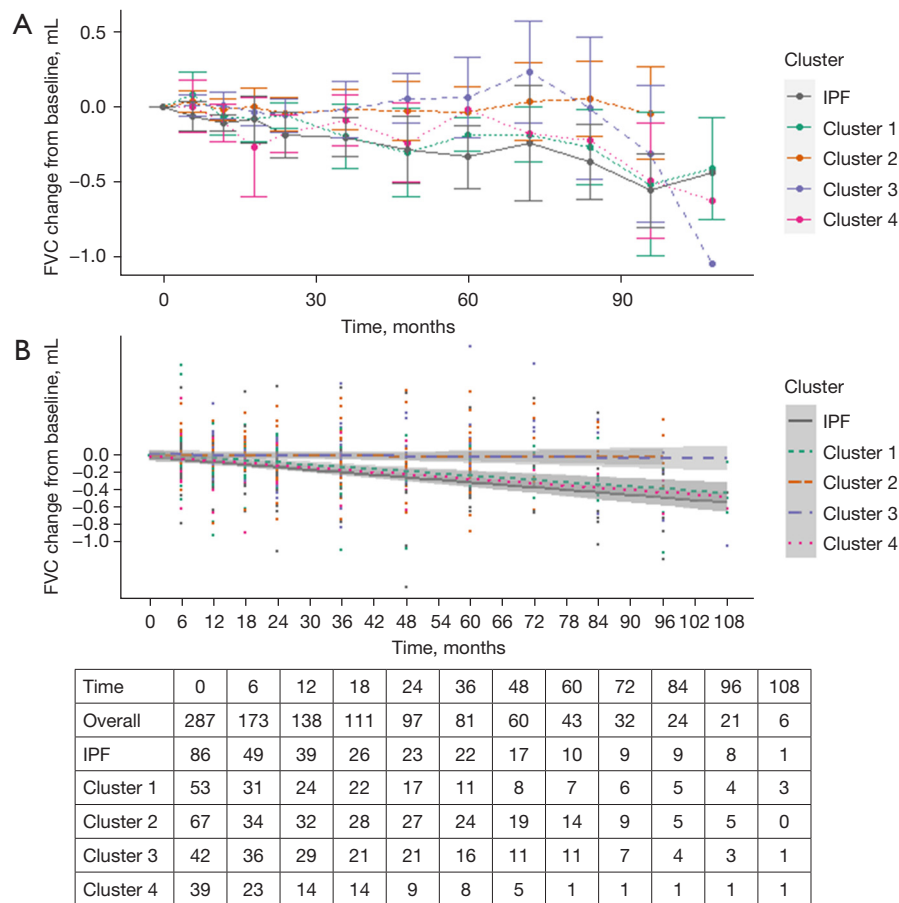 A
FVC change from baseline, mL
0.5
0.0
−0.5
−1.0
0 30 60 90
Time, months
Cluster
IPF
Cluster 1
Cluster 2
Cluster 3
Cluster 4
B
FVC change from baseline, mL
0.0
−0.2
−0.4
−0.6
−0.8
−1.0
0 6 12 18 24 30 36 42 48 54 60 66 72 78 84 90 96 102 108
Time, months
Cluster
IPF
Cluster 1
Cluster 2
Cluster 3
Cluster 4
Time 0 6 12 18 24 36 48 60 72 84 96 108
Overall 287 173 138 111 97 81 60 43 32 24 21 6
IPF 86 49 39 26 23 22 17 10 9 9 8 1
Cluster 1 53 31 24 22 17 11 8 7 6 5 4 3
Cluster 2 67 34 32 28 27 24 19 14 9 5 5 0
Cluster 3 42 36 29 21 21 16 11 11 7 4 3 1
Cluster 4 39 23 14 14 9 8 5 1 1 1 1 1